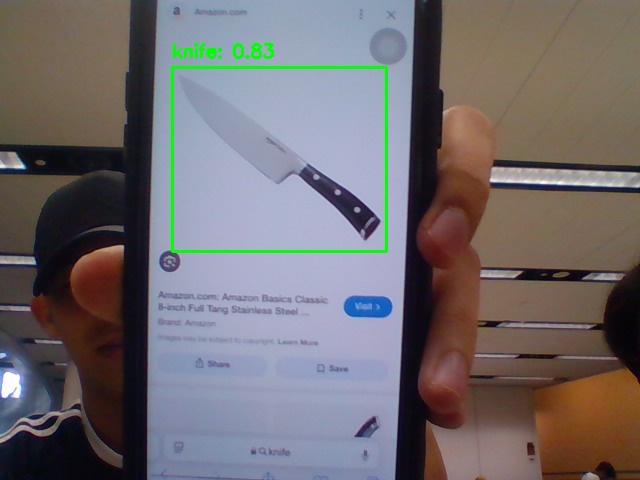 Amazon.com
knife: 0.83
Amazon.com: Amazon Basics Classic
8-inch Full Tang Stainless Steel ...
Visit >
Brand: Amazon
Images may be subject to copyright. Learn More
Share
Save
knife